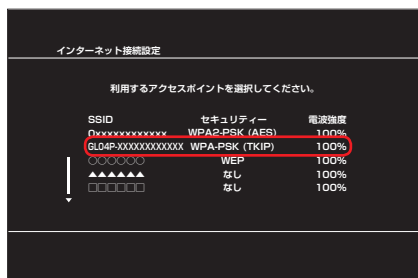 インターネット接続設定
利用するアクセスポイントを選択してください。
SSID セキュリティー 電波強度
0xxxxxxxxxxxx WPA2-PSK (AES) 100%
GL04P-XXXXXXXXXXXX WPA-PSK (TKIP) 100%
○○○○○○ WEP 100%
▲▲▲▲▲▲ なし 100%
□□□□□□ なし 100%